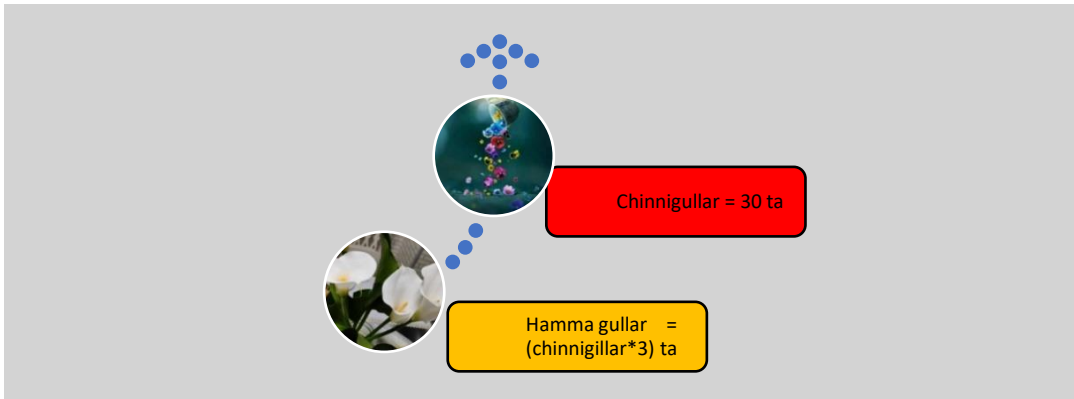 Chinnigullar = 30 ta
Hamma gullar =
(chinnigillar*3) ta